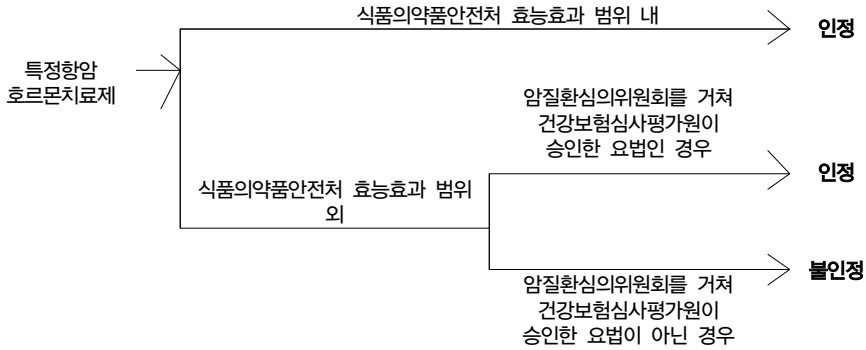 식품의약품안전처 효능효과 범위 내
인정
특정항암
호르몬치료제
암질환심의위원회를 거쳐
건강보험심사평가원이
승인한 요법인 경우
인정
식품의약품안전처 효능효과 범위
외
불인정
암질환심의위원회를 거쳐
건강보험심사평가원이
승인한 요법이 아닌 경우